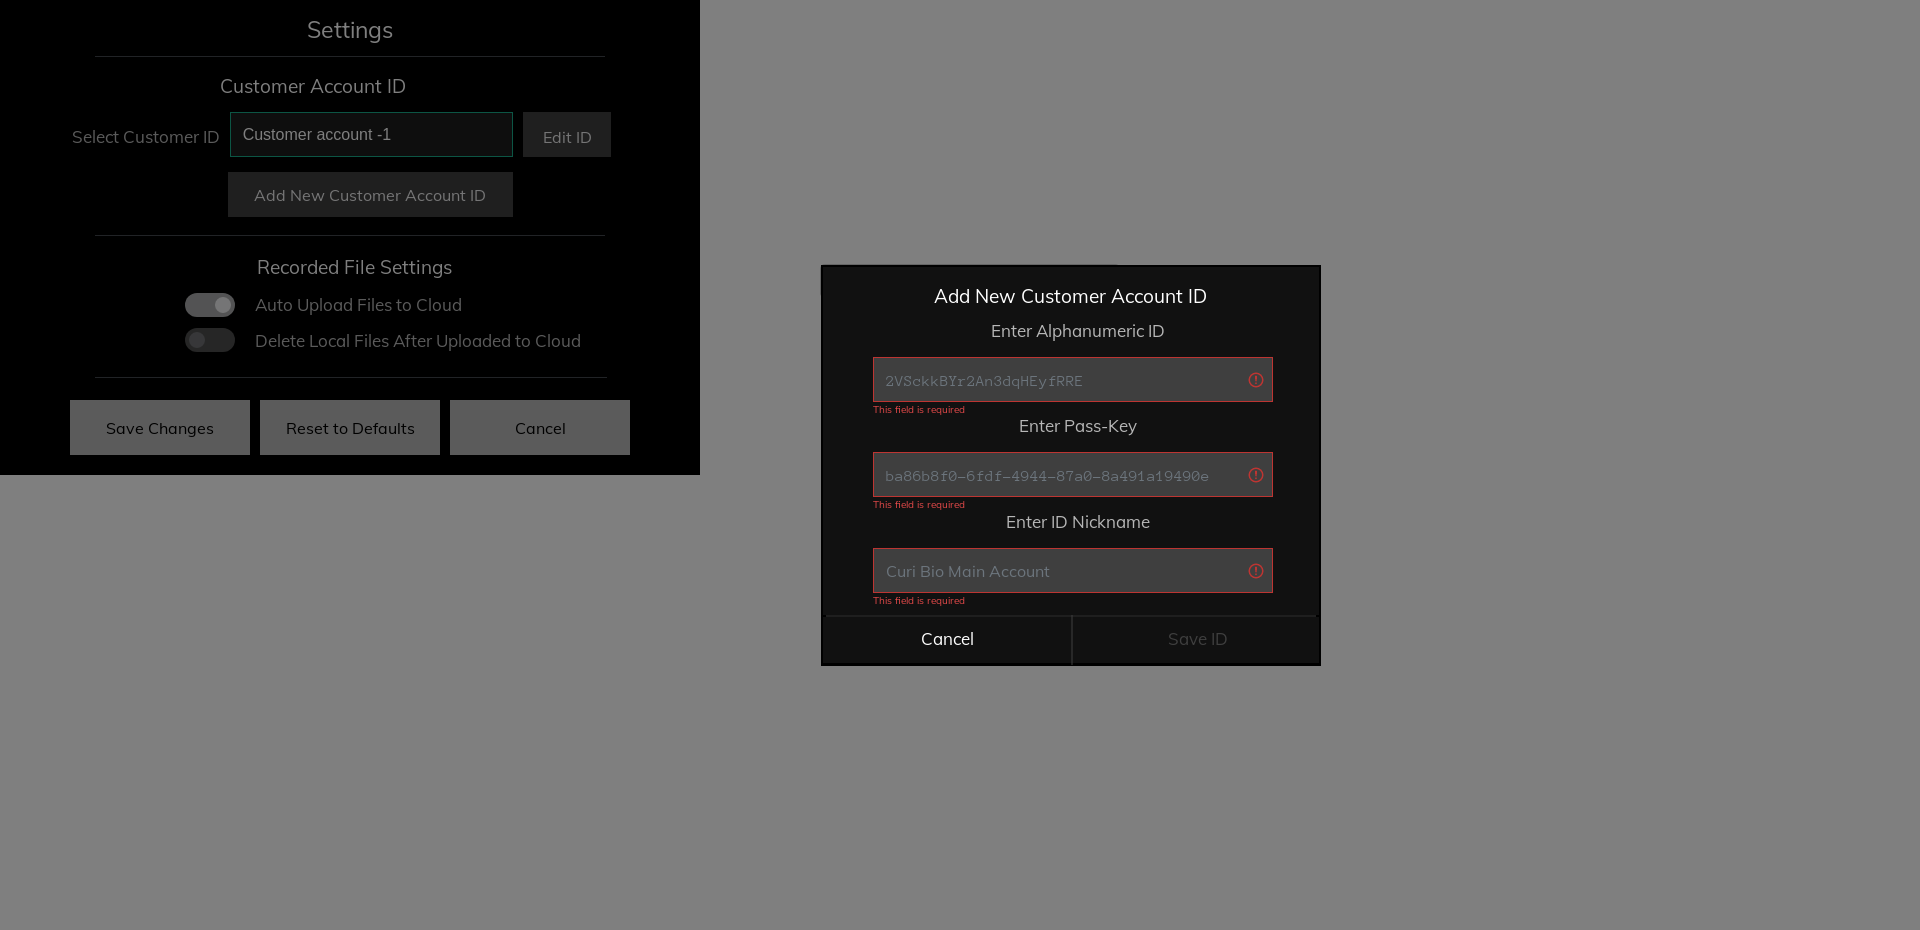 Settings
Customer Account ID
Select Customer ID
Customer account -1
Edit ID
Add New Customer Account ID
Recorded File Settings
Auto Upload Files to Cloud
Delete Local Files After Uploaded to Cloud
Save Changes
Reset to Defaults
Cancel
Add New Customer Account ID
Enter Alphanumeric ID
2VSckkBYr2An3dqHEyfRRE
This field is required
Enter Pass-Key
ba86b8f0-6fdf-4944-87a0-8a491a19490e
This field is required
Enter ID Nickname
Curi Bio Main Account
This field is required
Cancel
Save ID